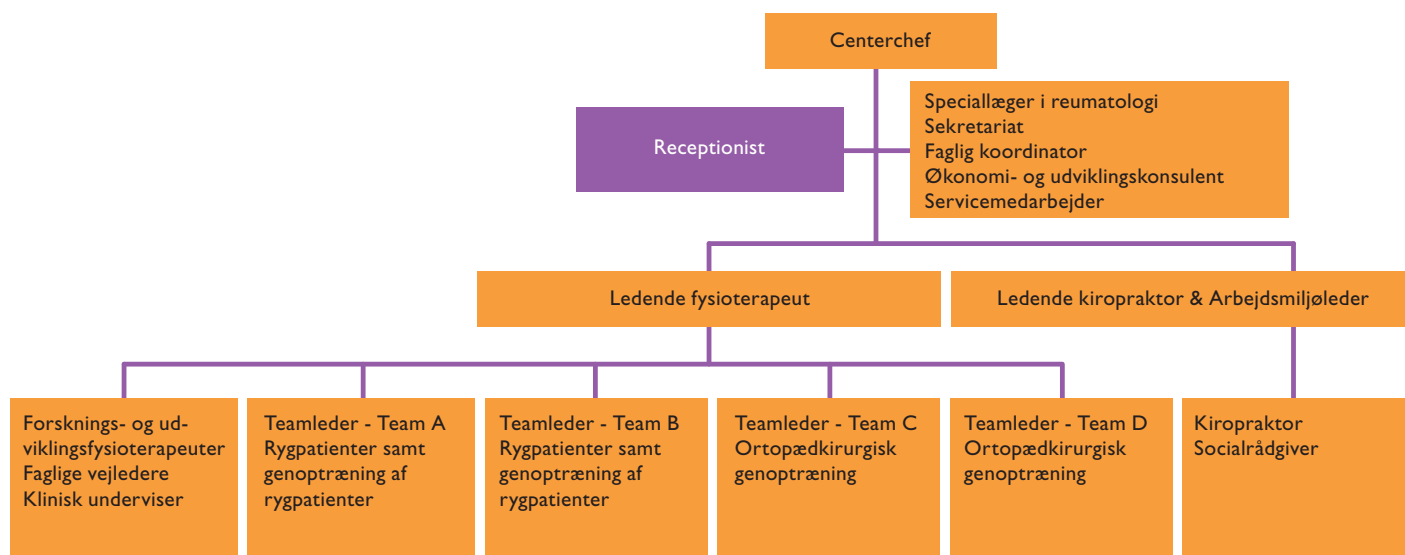 Centerchef
Receptionist
Speciallæger i reumatologi
Sekretariat
Faglig koordinator
Økonomi- og udviklingskonsulent
Servicemedarbejder
Ledende fysioterapeut
Ledende kiropraktor & Arbejdsmiljøleder
Forsknings- og ud-
viklingsfysioterapeuter
Faglige vejledere
Klinisk underviser
Teamleder - Team A
Rygpatienter samt
genoptræning af
rygpatienter
Teamleder - Team B
Rygpatienter samt
genoptræning af
rygpatienter
Teamleder - Team C
Ortopædkirurgisk
genoptræning
Teamleder - Team D
Ortopædkirurgisk
genoptræning
Kiropraktor
Socialrådgiver